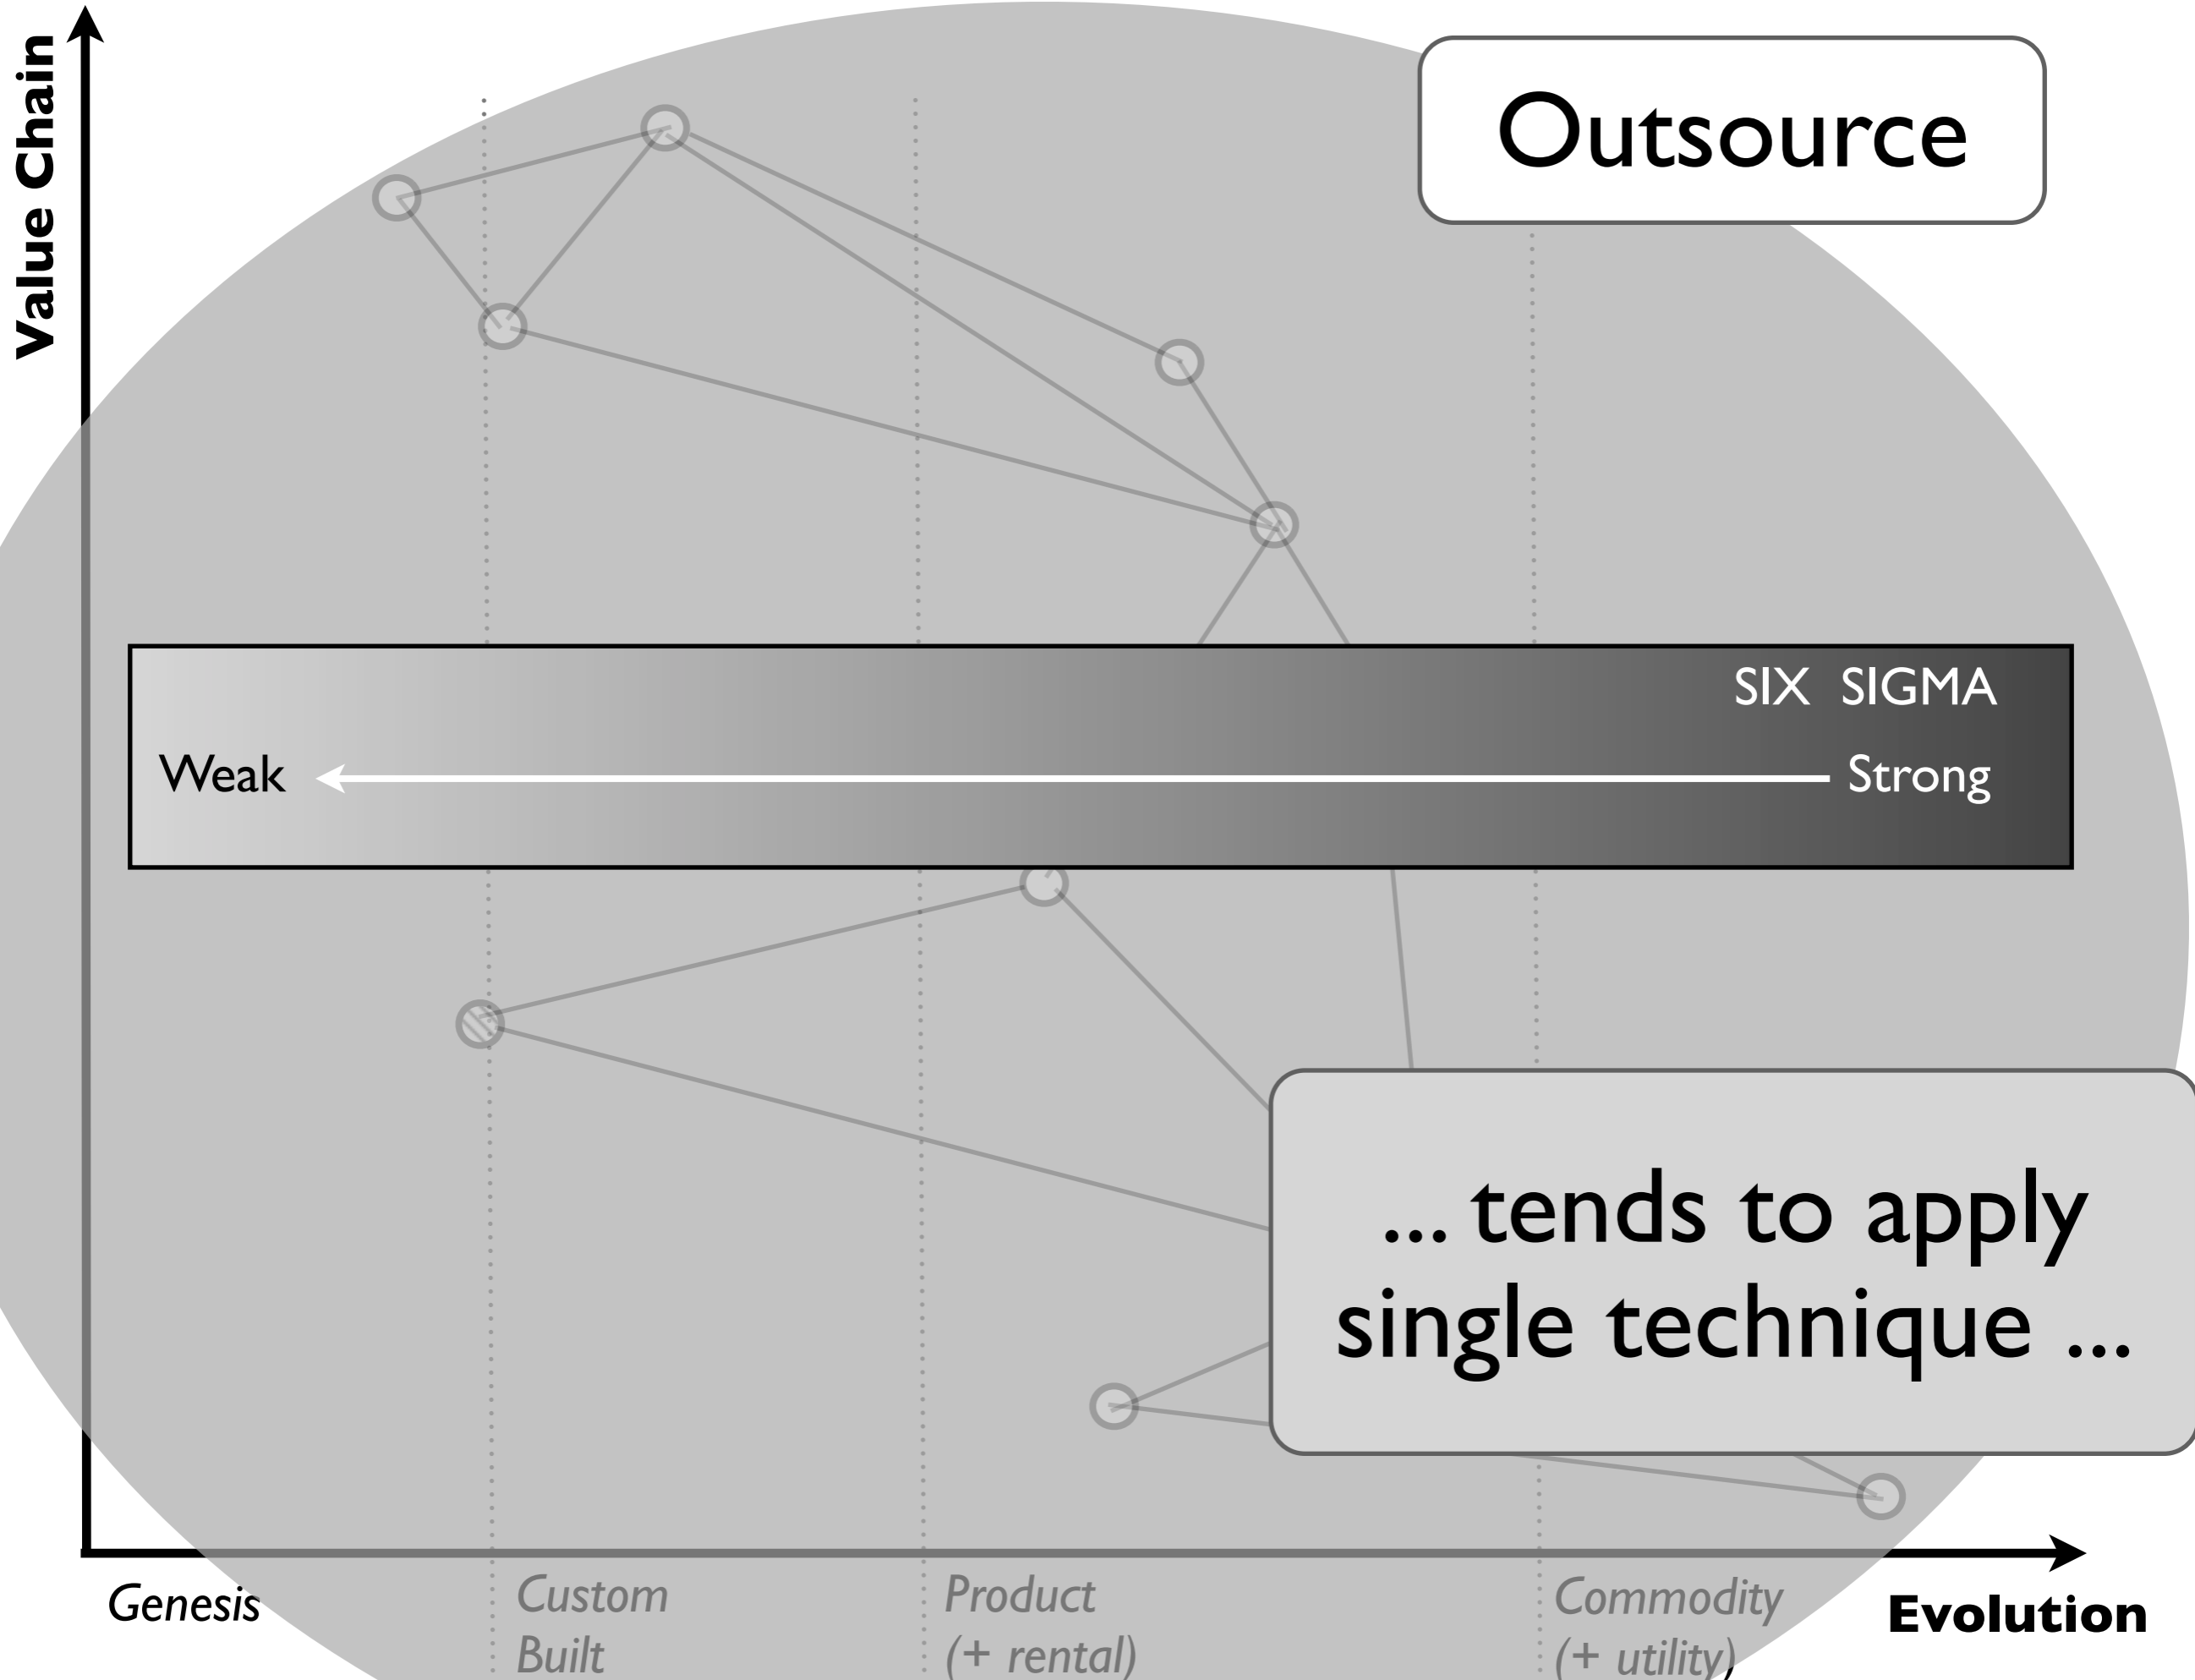 Value Chain
Outsource
SIX SIGMA
Weak
Strong
... tends to apply
single technique ...
Genesis
Custom
Built
Product
(+ rental)
Commodity
(+ utility)
Evolution